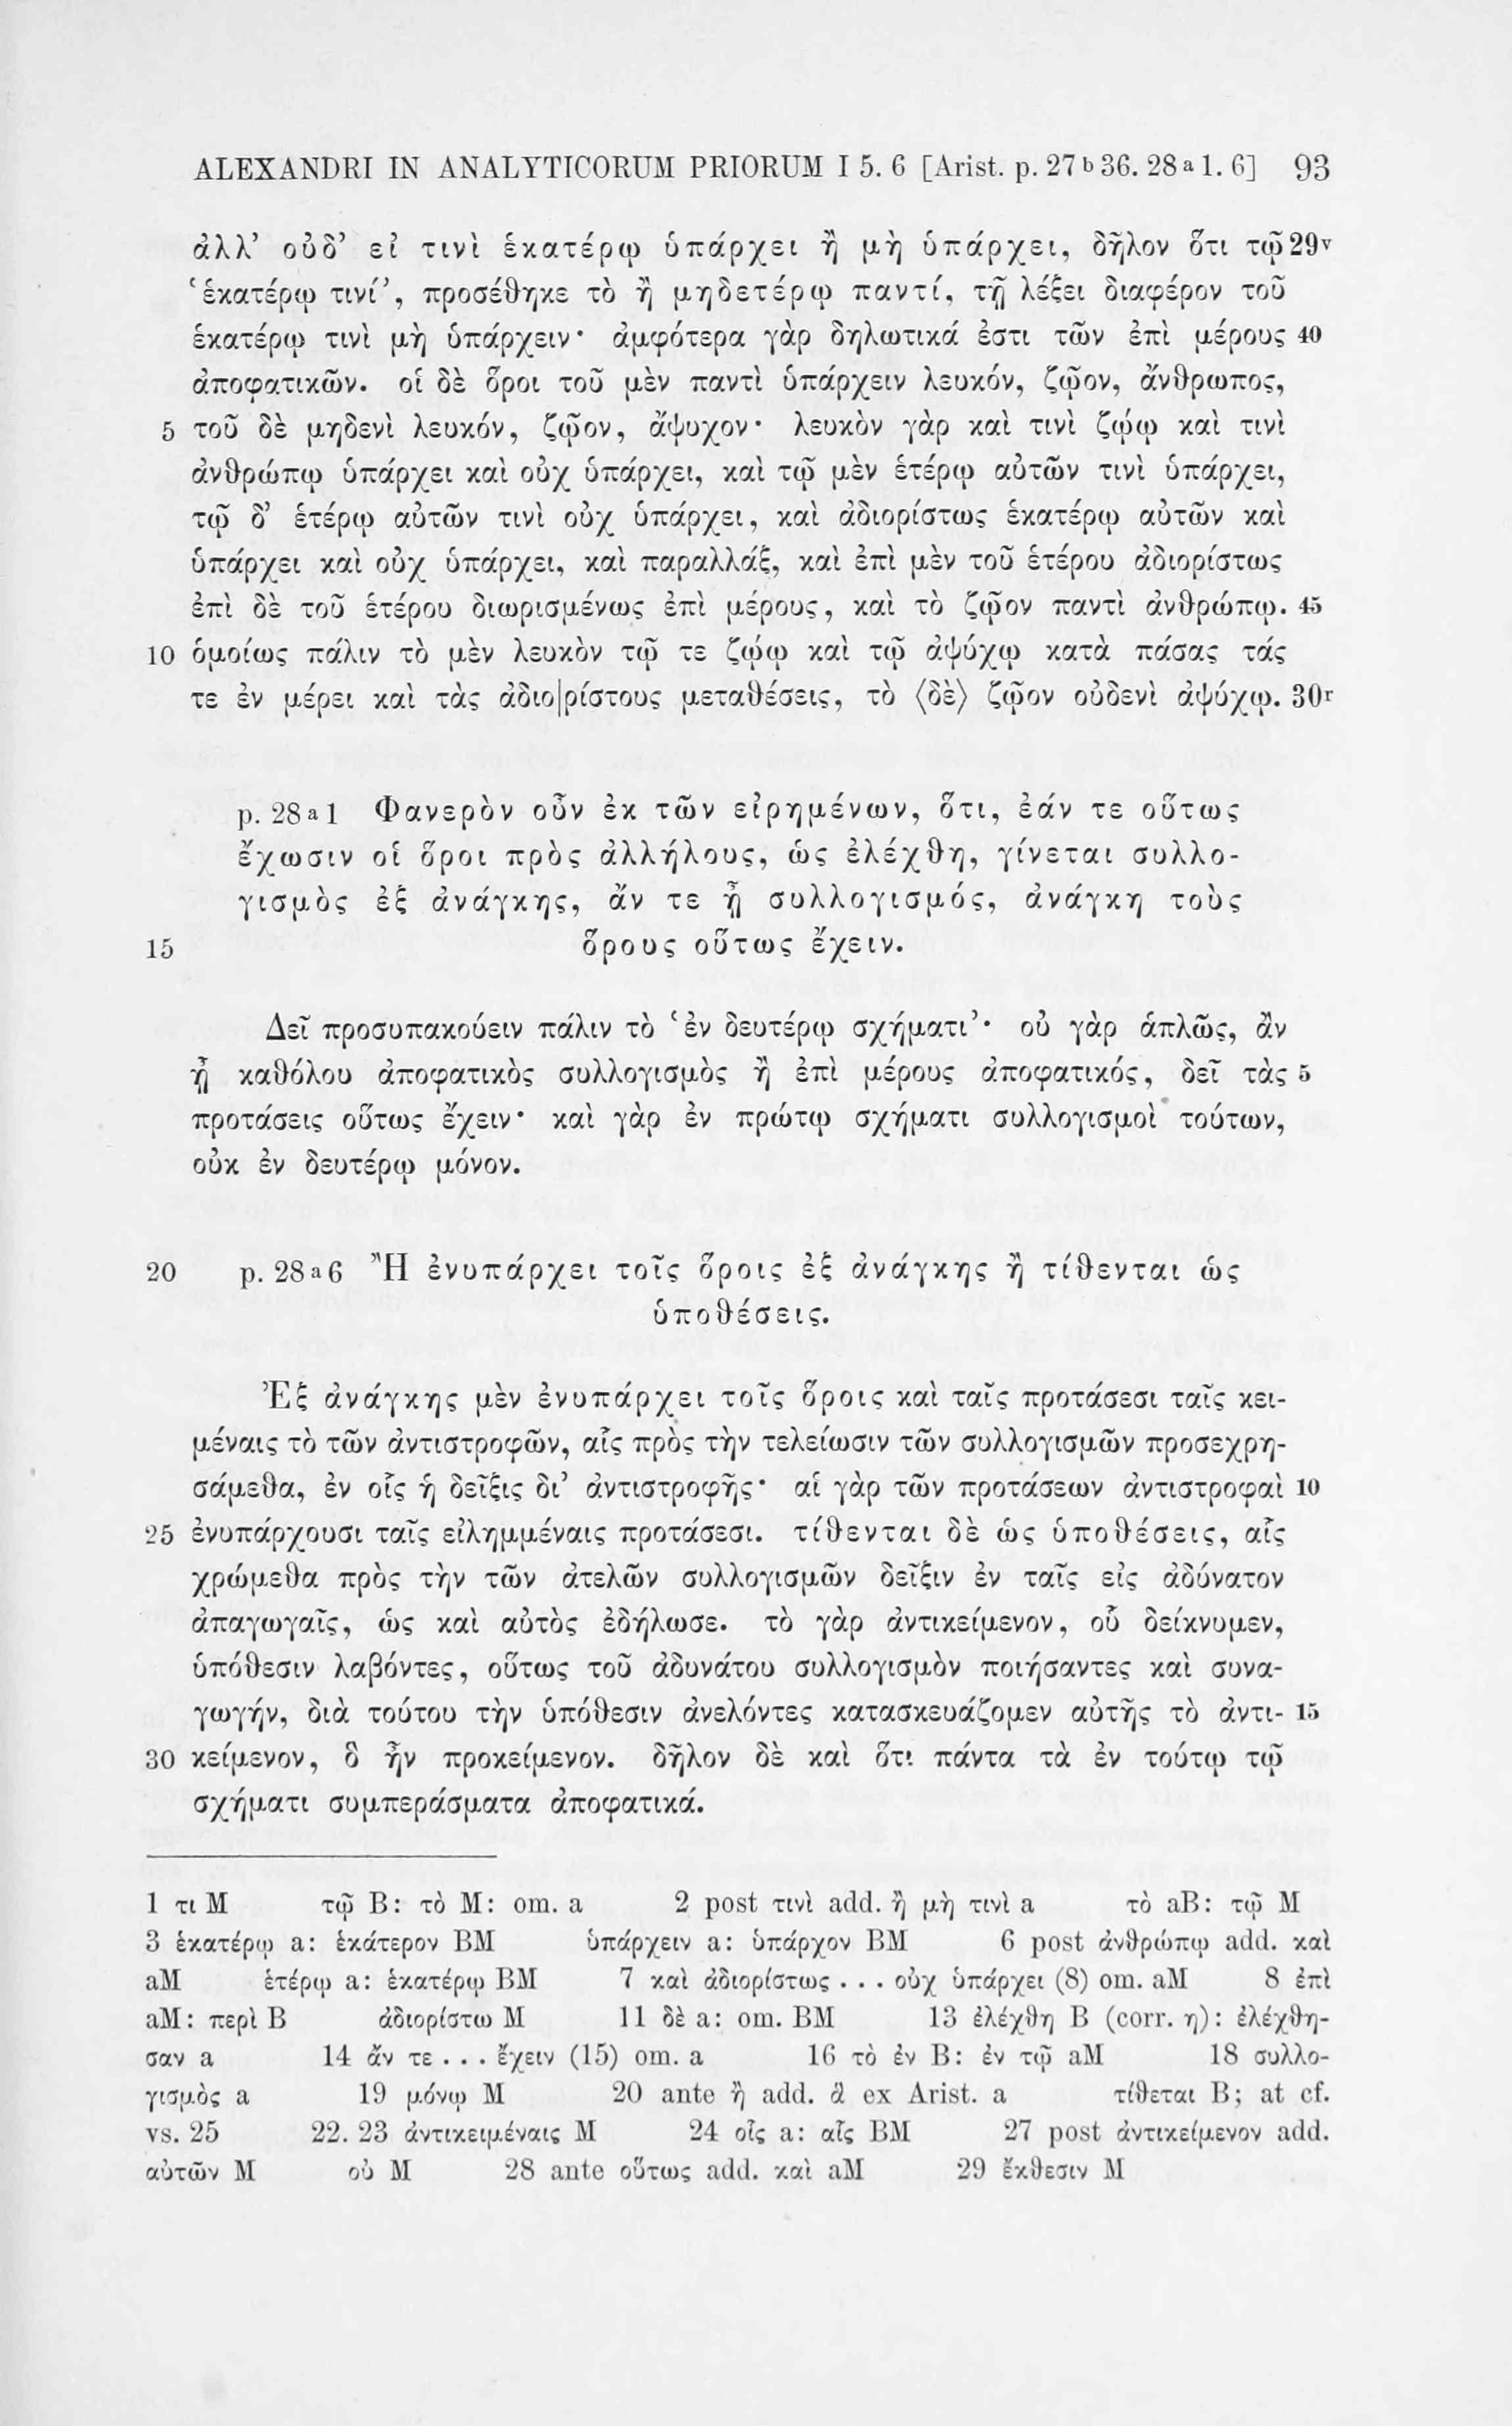 ALEXANDRI IN ANALYTICORUM PRIORUM I 5. 6 [Arist. p. 27 b 36. 28 a 1. 6] 93
ἀλλ’ οὐδ’ εἰ τινὶ ἑκατέρῳ ὑπάρχει ἢ μὴ ὑπάρχει, δῆλον ὅτι τῷ 29v
‘ἑκατέρῳ τινί’, προσέθηκε τὸ ἢ μηδετέρῳ παντί, τῇ λέξει διαφέρον τοῦ
ἑκατέρῳ τινὶ μὴ ὑπάρχειν· ἀμφότερα γὰρ δηλωτικά ἐστι τῶν ἐπὶ μέρους 40
ἀποφατικῶν. οἱ δὲ ὅροι τοῦ μὲν παντὶ ὑπάρχειν λευκόν, ζῷον, ἄνθρωπος,
5 τοῦ δὲ μηδενὶ λευκόν, ζῷον, ἄψυχον· λευκὸν γὰρ καὶ τινὶ ζῴῳ καὶ τινὶ
ἀνθρώπῳ ὑπάρχει καὶ οὐχ ὑπάρχει, καὶ τῷ μὲν ἑτέρῳ αὐτῶν τινὶ ὑπάρχει,
τῷ δ’ ἑτέρῳ αὐτῶν τινὶ οὐχ ὑπάρχει, καὶ ἀδιορίστως ἑκατέρῳ αὐτῶν καὶ
ὑπάρχει καὶ οὐχ ὑπάρχει, καὶ παραλλάξ, καὶ ἐπὶ μὲν τοῦ ἑτέρου ἀδιορίστως
ἐπὶ δὲ τοῦ ἑτέρου διωρισμένως ἐπὶ μέρους, καὶ τὸ ζῷον παντὶ ἀνθρώπῳ. 45
10 ὁμοίως πάλιν τὸ μὲν λευκὸν τῷ τε ζῴῳ καὶ τῷ ἀψύχῳ κατὰ πάσας τάς
τε ἐν μέρει καὶ τὰς ἀδιο|ρίστους μεταθέσεις, τὸ ⟨δὲ⟩ ζῷον οὐδενὶ ἀψύχῳ. 30r
p. 28 a 1 Φανερὸν οὖν ἐκ τῶν εἰρημένων, ὅτι, ἐάν τε οὕτως
ἔχωσιν οἱ ὅροι πρὸς ἀλλήλους, ὡς ἐλέχθη, γίνεται συλλο-
γισμὸς ἐξ ἀνάγκης, ἄν τε ᾖ συλλογισμός, ἀνάγκη τοὺς
15 ὅρους οὕτως ἔχειν.
Δεῖ προσυπακούειν πάλιν τὸ ‘ἐν δευτέρῳ σχήματι’· οὐ γὰρ ἁπλῶς, ἂν
ᾖ καθόλου ἀποφατικὸς συλλογισμὸς ἢ ἐπὶ μέρους ἀποφατικός, δεῖ τὰς 5
προτάσεις οὕτως ἔχειν· καὶ γὰρ ἐν πρώτῳ σχήματι συλλογισμοὶ τούτων,
οὐκ ἐν δευτέρῳ μόνον.
20 p. 28 a 6 Ἢ ἐνυπάρχει τοῖς ὅροις ἐξ ἀνάγκης ἢ τίθενται ὡς
ὑποθέσεις.
Ἐξ ἀνάγκης μὲν ἐνυπάρχει τοῖς ὅροις καὶ ταῖς προτάσεσι ταῖς κει-
μέναις τὸ τῶν ἀντιστροφῶν, αἷς πρὸς τὴν τελείωσιν τῶν συλλογισμῶν προσεχρη-
σάμεθα, ἐν οἷς ἡ δεῖξις δι’ ἀντιστροφῆς· αἱ γὰρ τῶν προτάσεων ἀντιστροφαὶ 10
25 ἐνυπάρχουσι ταῖς εἰλημμέναις προτάσεσι. τίθενται δὲ ὡς ὑποθέσεις, αἷς
χρώμεθα πρὸς τὴν τῶν ἀτελῶν συλλογισμῶν δεῖξιν ἐν ταῖς εἰς ἀδύνατον
ἀπαγωγαῖς, ὡς καὶ αὐτὸς ἐδήλωσε. τὸ γὰρ ἀντικείμενον, οὗ δείκνυμεν,
ὑπόθεσιν λαβόντες, οὕτως τοῦ ἀδυνάτου συλλογισμὸν ποιήσαντες καὶ συνα-
γωγήν, διὰ τούτου τὴν ὑπόθεσιν ἀνελόντες κατασκευάζομεν αὐτῆς τὸ ἀντι- 15
30 κείμενον, ὃ ἦν προκείμενον. δῆλον δὲ καὶ ὅτι πάντα τὰ ἐν τούτῳ τῷ
σχήματι συμπεράσματα ἀποφατικά.
1 τι M τῷ B: τὸ M: om. a 2 post τινὶ add. ἢ μὴ τινὶ a τὸ aB: τῷ M
3 ἑκατέρῳ a: ἑκάτερον BM ὑπάρχειν a: ὑπάρχον BM 6 post ἀνθρώπῳ add. καὶ
aM ἑτέρῳ a: ἑκατέρῳ BM 7 καὶ ἀδιορίστως . . . οὐχ ὑπάρχει (8) om. aM 8 ἐπὶ
aM: περὶ B ἀδιορίστω M 11 δὲ a: om. BM 13 ἐλέχθη B (corr. η): ἐλέχθη-
σαν a 14 ἄν τε . . . ἔχειν (15) om. a 16 τὸ ἐν B: ἐν τῷ aM 18 συλλο-
γισμὸς a 19 μόνῳ M 20 ante ἢ add. ἃ ex Arist. a τίθεται B; at cf.
vs. 25 22. 23 ἀντικειμέναις M 24 οἷς a: αἷς BM 27 post ἀντικείμενον add.
αὐτῶν M οὐ M 28 ante οὕτως add. καὶ aM 29 ἔκθεσιν M